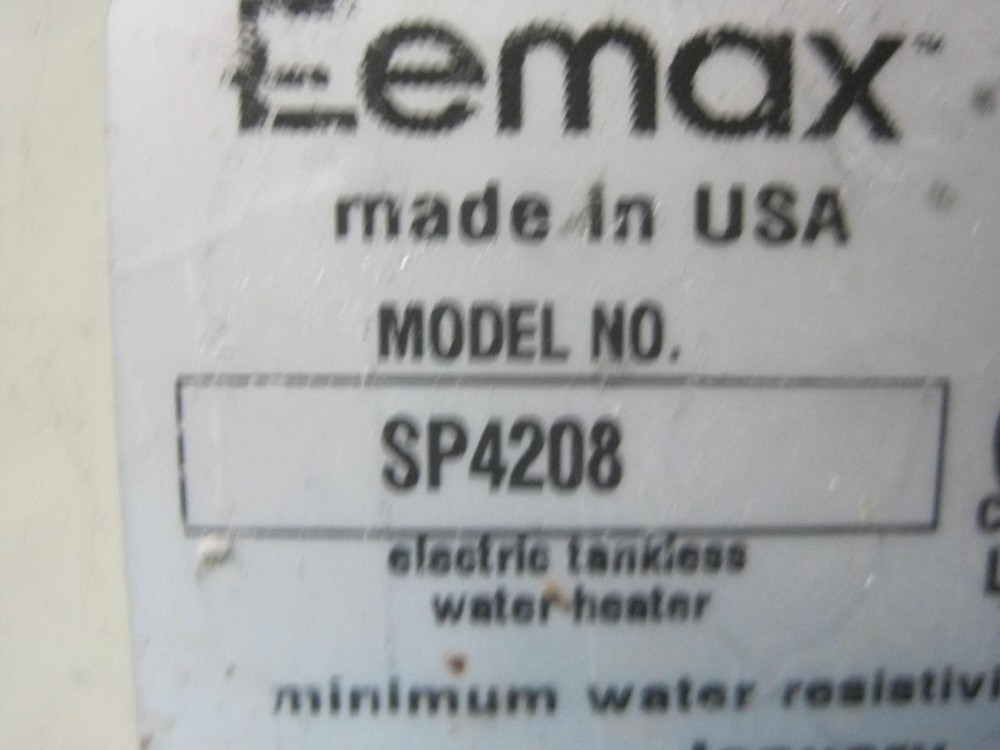 Eemax™
made in USA
MODEL NO.
SP4208
electric tankless
water heater
minimum water